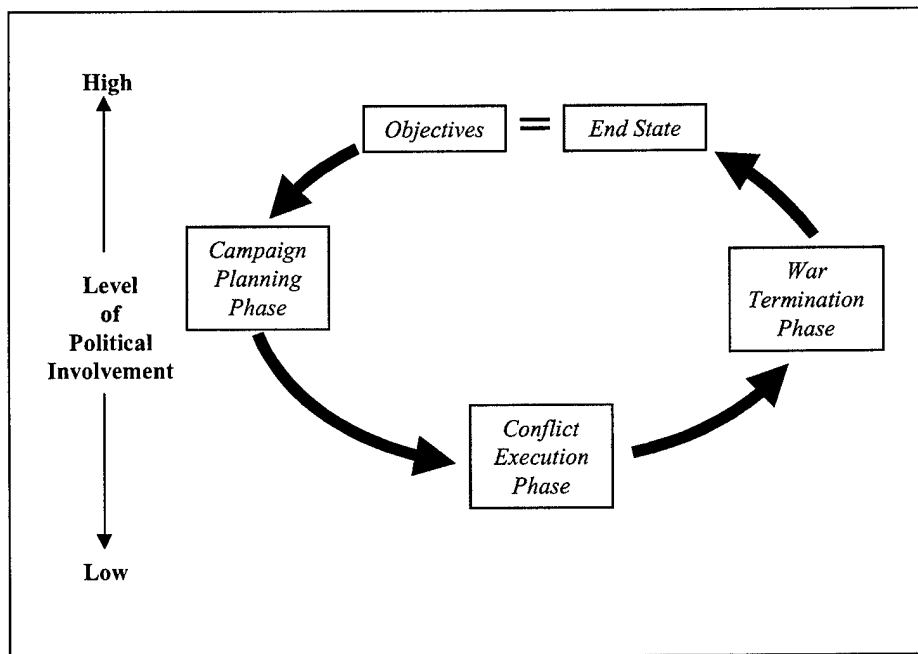 High
Objectives = End State
Campaign
Planning
Phase
War
Termination
Phase
Level
of
Political
Involvement
Conflict
Execution
Phase
Low